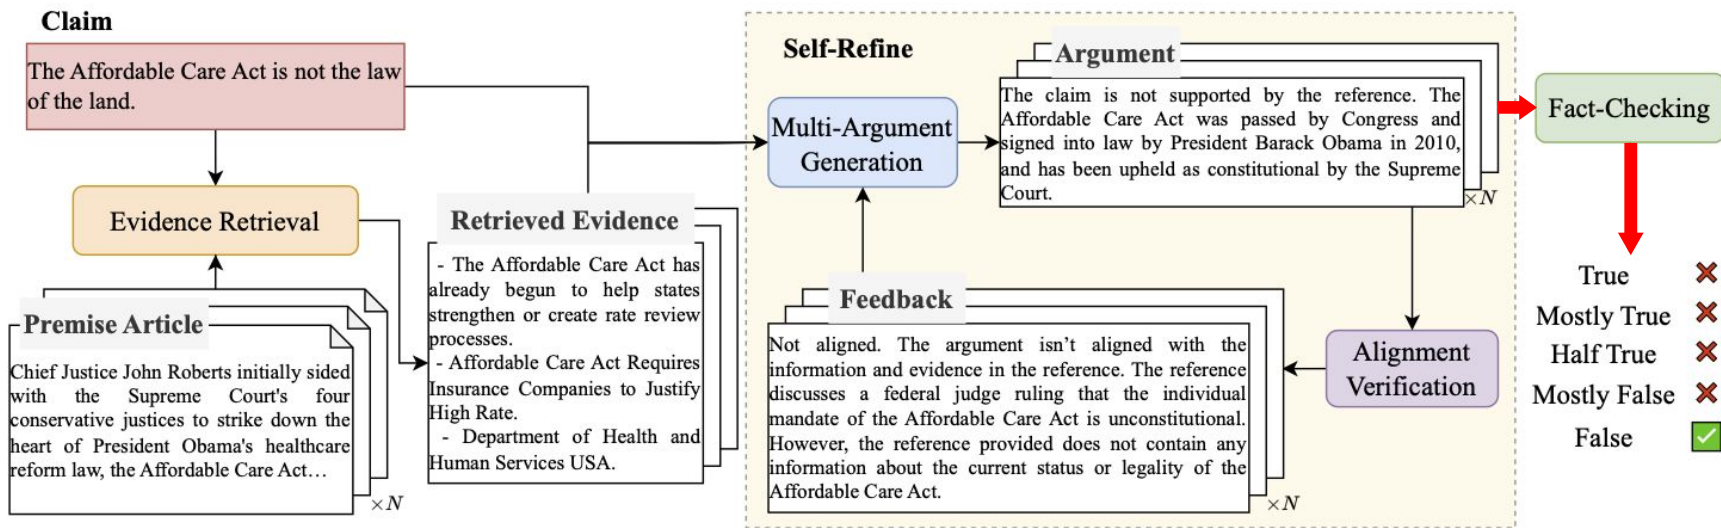 Claim
The Affordable Care Act is not the law
of the land.
Evidence Retrieval
Premise Article
Chief Justice John Roberts initially sided
with the Supreme Court's four
conservative justices to strike down the
heart of President Obama's healthcare
reform law, the Affordable Care Act…
×N
Retrieved Evidence
- The Affordable Care Act has
already begun to help states
strengthen or create rate review
processes.
- Affordable Care Act Requires
Insurance Companies to Justify
High Rate.
- Department of Health and
Human Services USA.
Self-Refine
Multi-Argument
Generation
Argument
The claim is not supported by the reference. The
Affordable Care Act was passed by Congress and
signed into law by President Barack Obama in 2010,
and has been upheld as constitutional by the Supreme
Court.
×N
Feedback
Not aligned. The argument isn't aligned with the
information and evidence in the reference. The reference
discusses a federal judge ruling that the individual
mandate of the Affordable Care Act is unconstitutional.
However, the reference provided does not contain any
information about the current status or legality of the
Affordable Care Act.
×N
Alignment
Verification
Fact-Checking
True
Mostly True
Half True
Mostly False
False